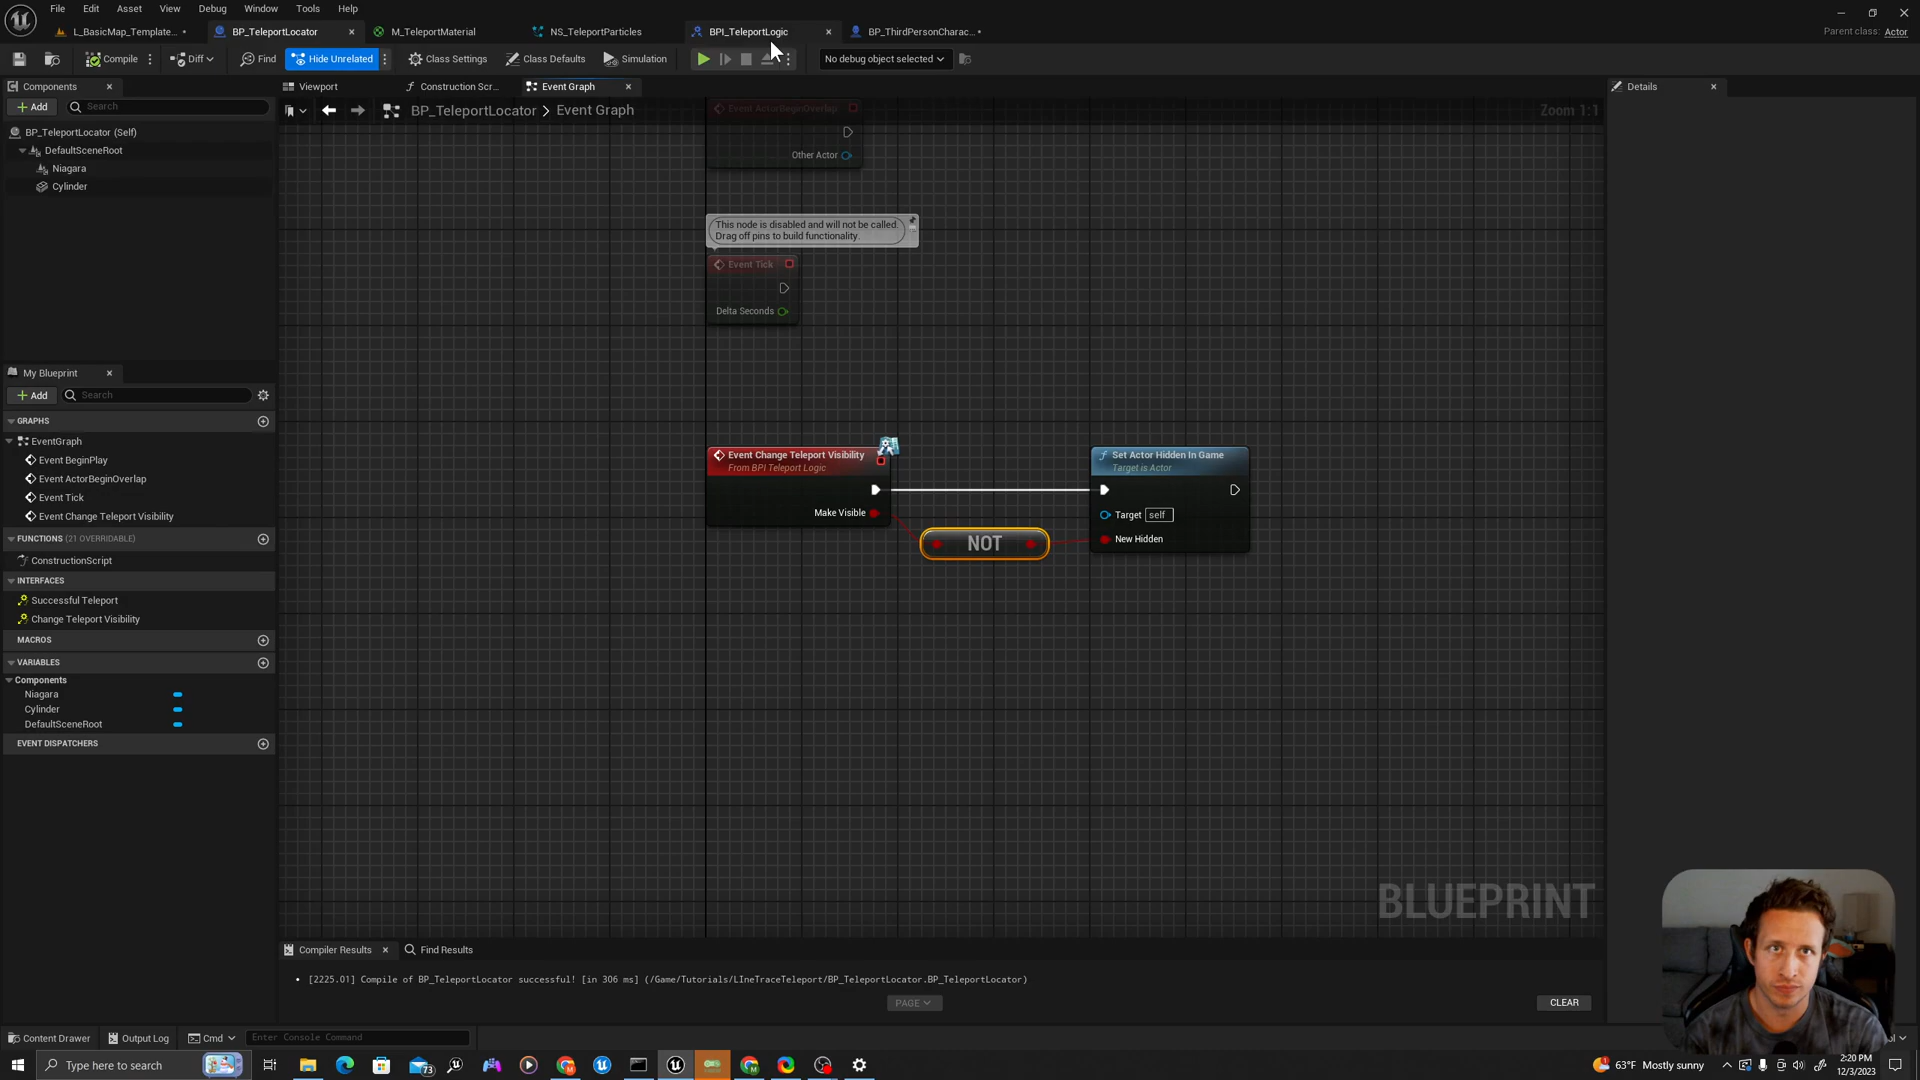 File Edit Asset View Debug Window Tools Help
L_BasicMap_Template... • BP_TeleportLocator × M_TeleportMaterial NS_TeleportParticles BPI_TeleportLogic × BP_ThirdPersonCharac... •
Parent class: Actor
Compile Diff Find Hide Unrelated Class Settings Class Defaults Simulation No debug object selected
Components × Viewport Construction Scr... Event Graph × Details ×
+ Add Search
BP_TeleportLocator > Event Graph
Zoom 1:1
BP_TeleportLocator (Self)
DefaultSceneRoot
Niagara
Cylinder
Event ActorBeginOverlap
Other Actor
This node is disabled and will not be called.
Drag off pins to build functionality.
Event Tick
Delta Seconds
My Blueprint ×
+ Add Search
GRAPHS
EventGraph
Event BeginPlay
Event ActorBeginOverlap
Event Tick
Event Change Teleport Visibility
FUNCTIONS (21 OVERRIDABLE)
ConstructionScript
INTERFACES
Successful Teleport
Change Teleport Visibility
MACROS
VARIABLES
Components
Niagara
Cylinder
DefaultSceneRoot
EVENT DISPATCHERS
Event Change Teleport Visibility
From BPI Teleport Logic
Make Visible
NOT
f Set Actor Hidden In Game
Target is Actor
Target self
New Hidden
BLUEPRINT
Compiler Results × Find Results
• [2225.01] Compile of BP_TeleportLocator successful! [in 306 ms] (/Game/Tutorials/LIneTraceTeleport/BP_TeleportLocator.BP_TeleportLocator)
PAGE
CLEAR
Content Drawer Output Log Cmd Enter Console Command
Type here to search
73
63°F Mostly sunny
2:20 PM
12/3/2023